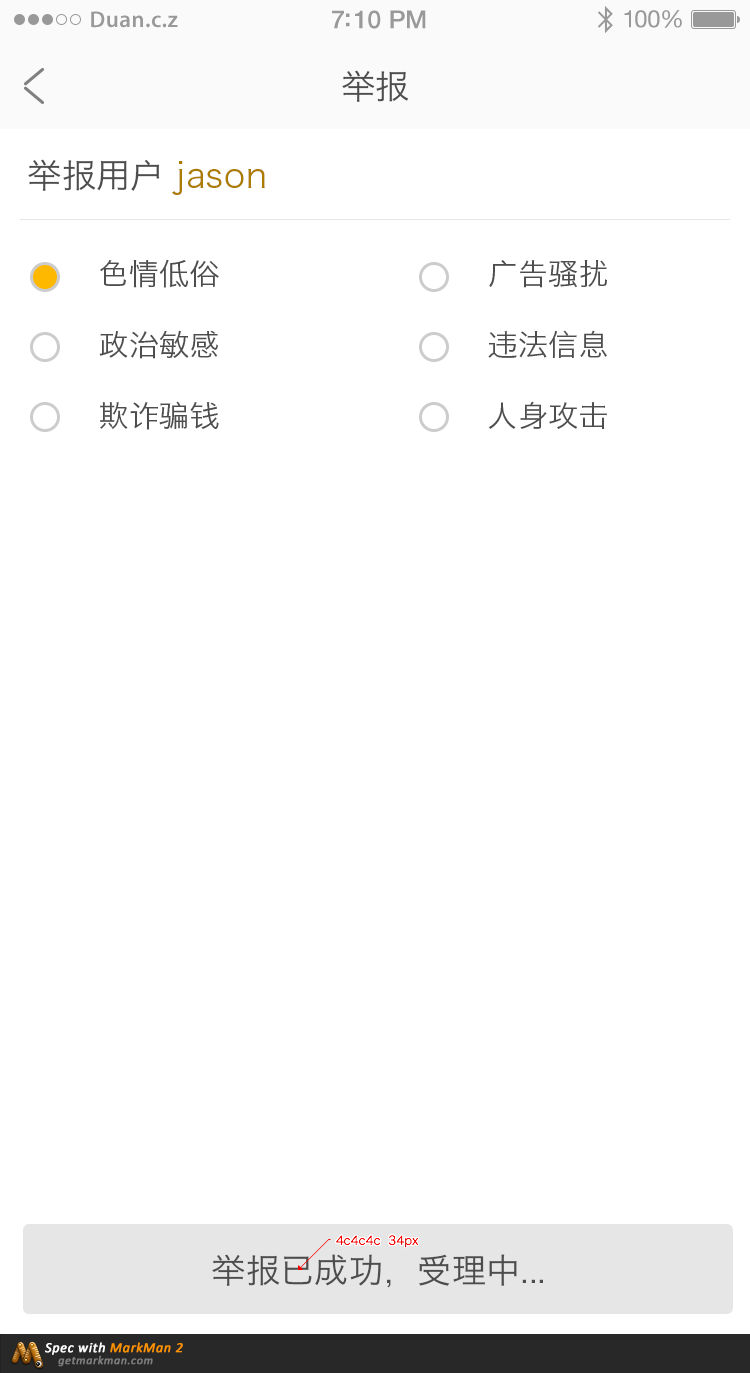 Duan.c.z 7:10 PM 100%
举报
举报用户 jason
色情低俗 广告骚扰
政治敏感 违法信息
欺诈骗钱 人身攻击
4c4c4c 34px
举报已成功，受理中...
Spec with MarkMan 2
getmarkman.com